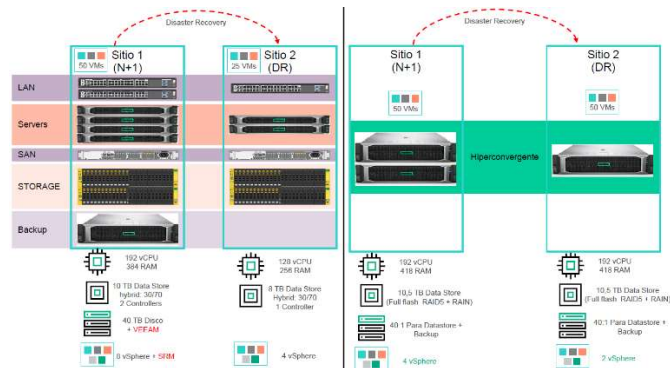 Disaster Recovery
Sitio 1
(N+1)
50 VMs
Sitio 2
(DR)
25 VMs
LAN
Servers
SAN
STORAGE
Backup
192 vCPU
384 RAM
10 TB Data Store
hybrid: 30/70
2 Controllers
40 TB Disco
+ VEEAM
8 vSphere + SRM
128 vCPU
256 RAM
8 TB Data Store
Hybrid: 30/70
1 Controller
4 vSphere
Disaster Recovery
Sitio 1
(N+1)
50 VMs
Sitio 2
(DR)
50 VMs
Hiperconvergente
192 vCPU
418 RAM
10,5 TB Data Store
(Full flash RAID5 + RAIN)
40:1 Para Datastore +
Backup
4 vSphere
192 vCPU
418 RAM
10,5 TB Data Store
(Full flash RAID5 + RAIN)
40:1 Para Datastore +
Backup
2 vSphere